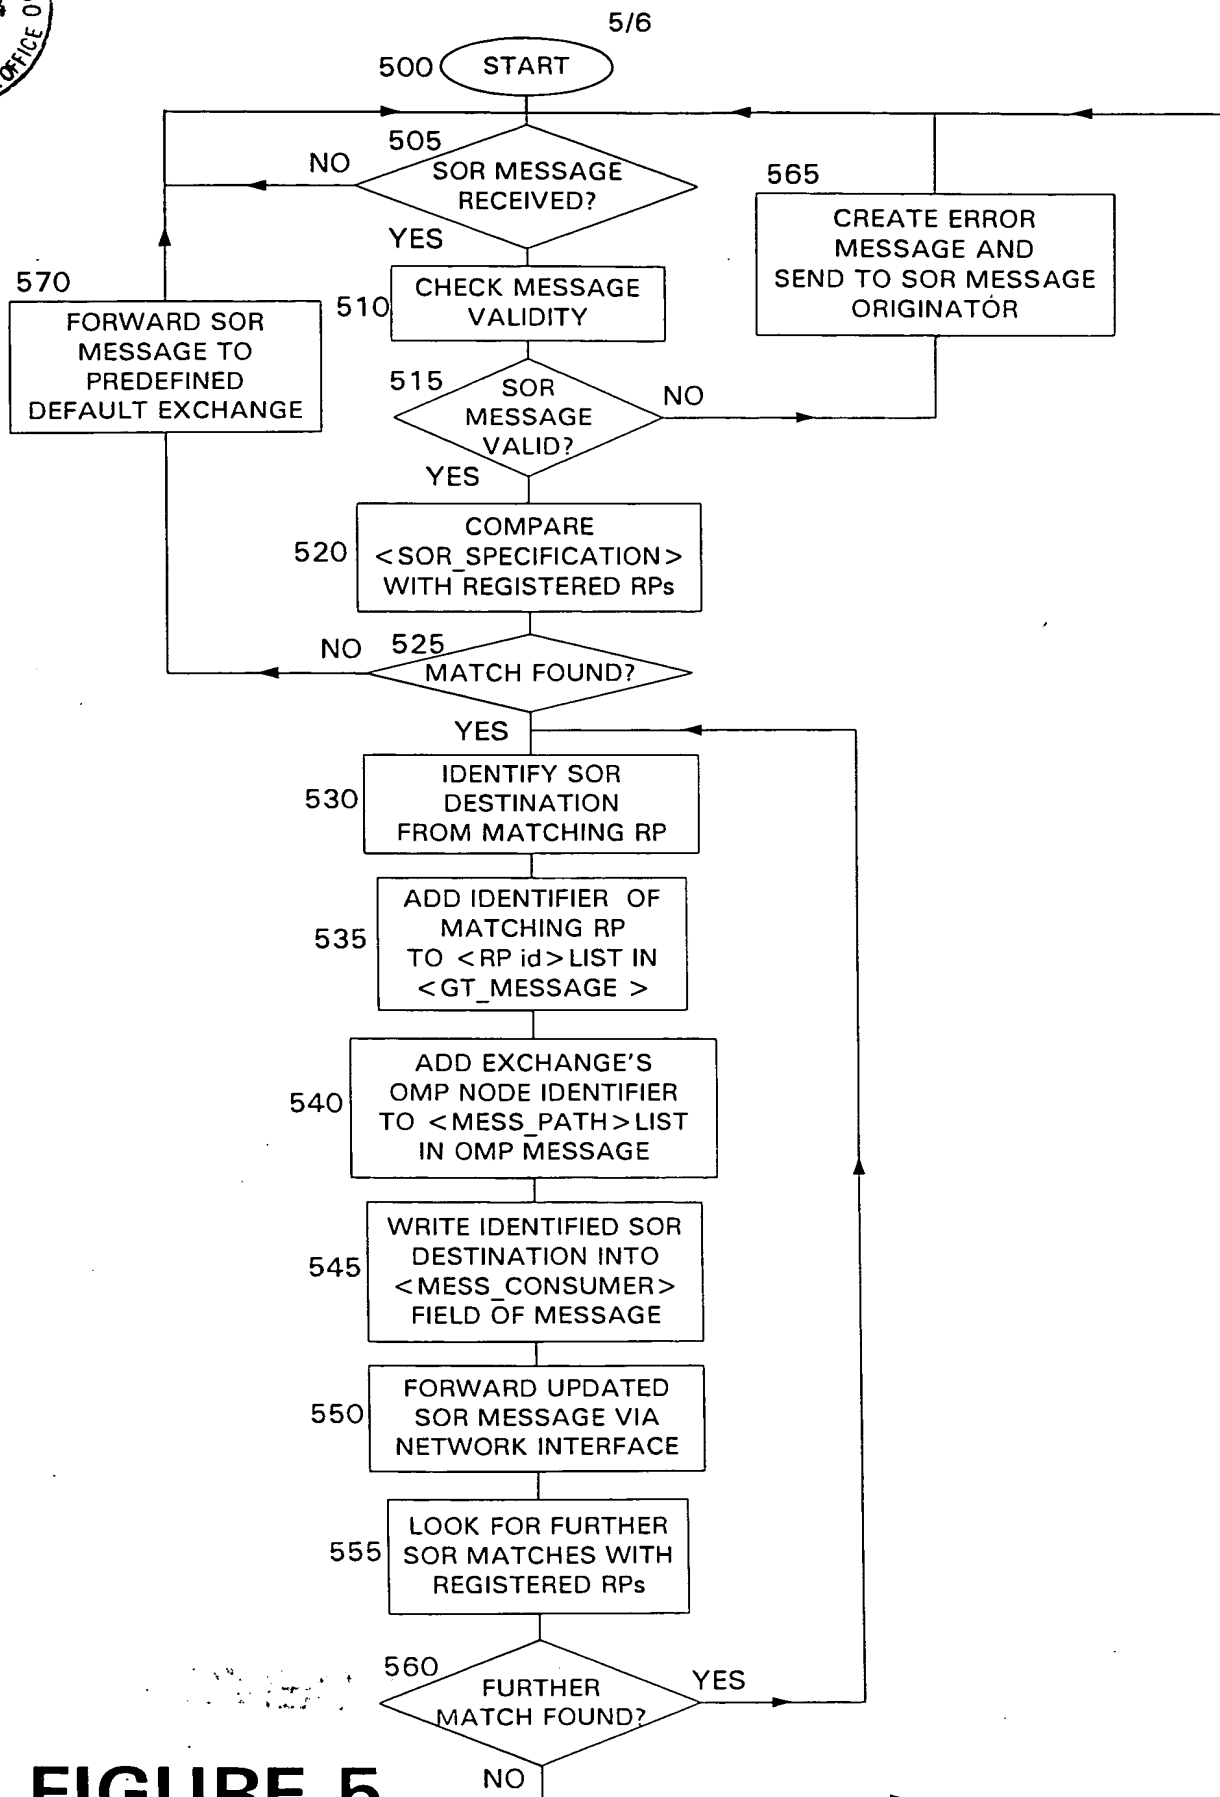 OFFICE
5/6
500
START
505
SOR MESSAGE
RECEIVED?
NO
YES
565
CREATE ERROR
MESSAGE AND
SEND TO SOR MESSAGE
ORIGINATOR
570
FORWARD SOR
MESSAGE TO
PREDEFINED
DEFAULT EXCHANGE
510
CHECK MESSAGE
VALIDITY
515
SOR
MESSAGE
VALID?
NO
YES
520
COMPARE
<SOR_SPECIFICATION>
WITH REGISTERED RPs
525
MATCH FOUND?
NO
YES
530
IDENTIFY SOR
DESTINATION
FROM MATCHING RP
535
ADD IDENTIFIER OF
MATCHING RP
TO <RP id> LIST IN
<GT_MESSAGE >
540
ADD EXCHANGE'S
OMP NODE IDENTIFIER
TO <MESS_PATH> LIST
IN OMP MESSAGE
545
WRITE IDENTIFIED SOR
DESTINATION INTO
<MESS_CONSUMER>
FIELD OF MESSAGE
550
FORWARD UPDATED
SOR MESSAGE VIA
NETWORK INTERFACE
555
LOOK FOR FURTHER
SOR MATCHES WITH
REGISTERED RPs
560
FURTHER
MATCH FOUND?
YES
NO
FIGURE 5